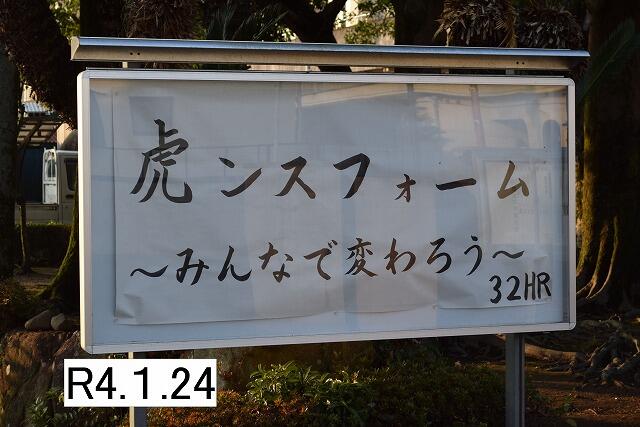 虎ンスフォーム
～みんなで変わろう～
32HR
R4.1.24